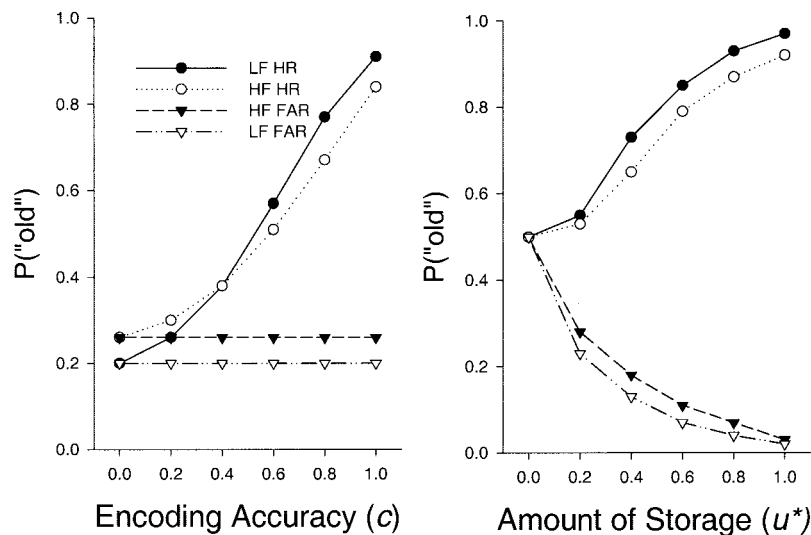 1.0
0.8
0.6
0.4
0.2
0.0
P("old")
LF HR
HF HR
HF FAR
LF FAR
0.0 0.2 0.4 0.6 0.8 1.0
Encoding Accuracy (c)
1.0
0.8
0.6
0.4
0.2
0.0
P("old")
0.0 0.2 0.4 0.6 0.8 1.0
Amount of Storage (u*)